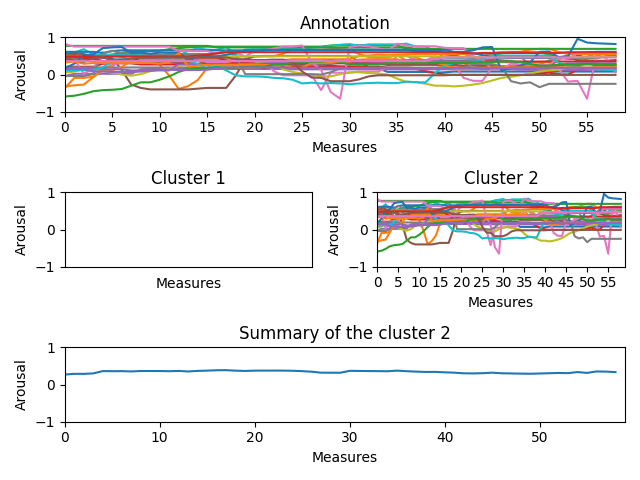 Annotation
Arousal
1
0
−1
0 5 10 15 20 25 30 35 40 45 50 55
Measures
Cluster 1
Arousal
1
0
−1
Measures
Cluster 2
Arousal
1
0
−1
0 5 10 15 20 25 30 35 40 45 50 55
Measures
Summary of the cluster 2
Arousal
1
0
−1
0 10 20 30 40 50
Measures